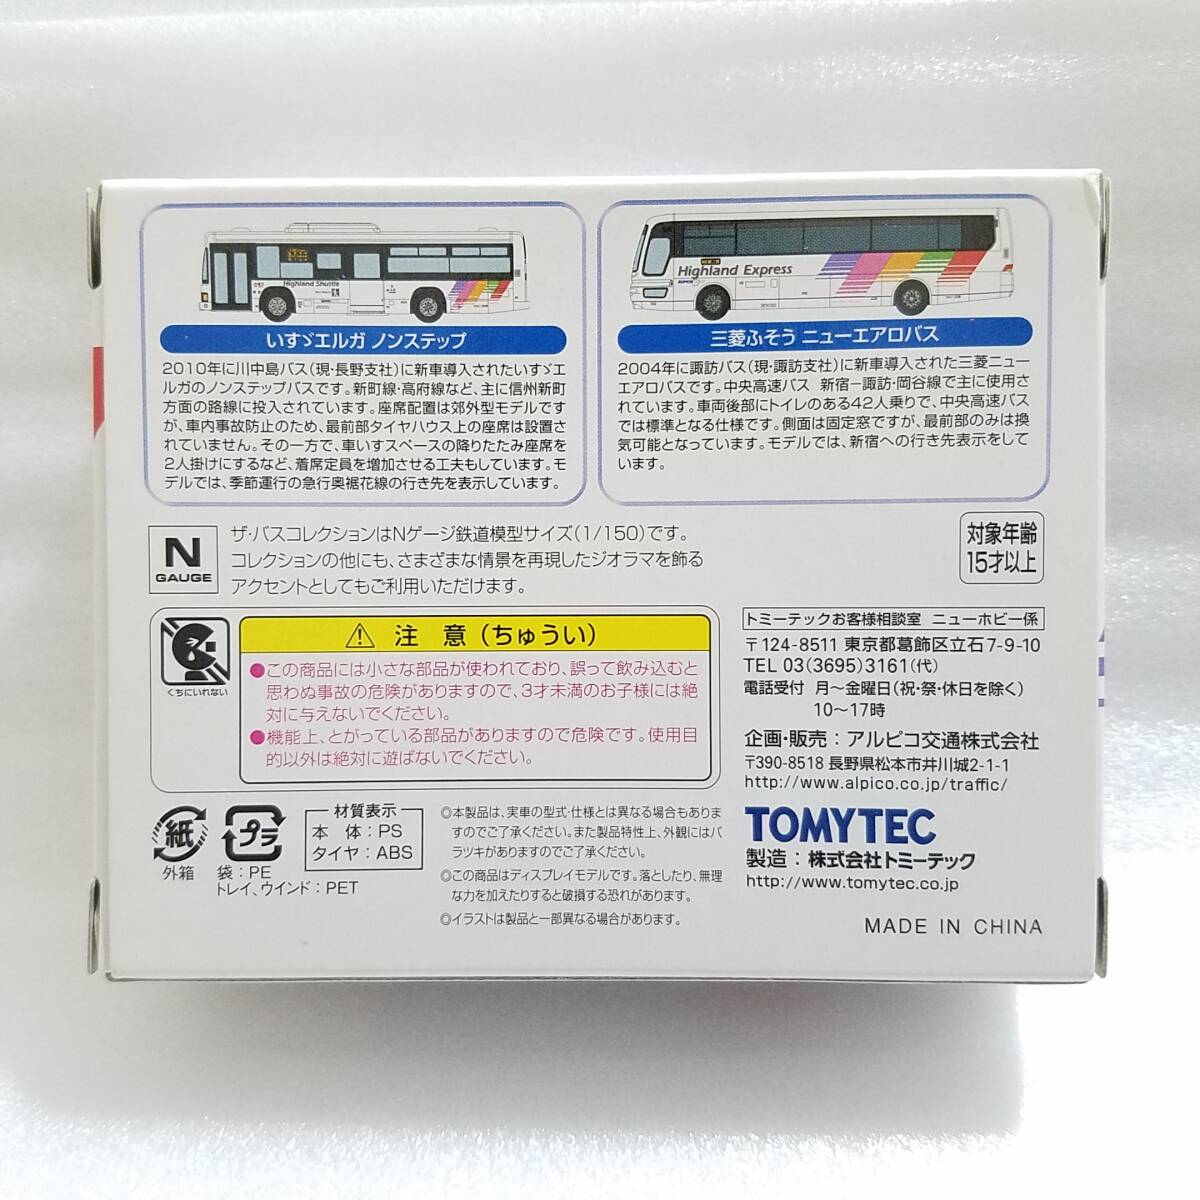 Highland Shuttle
いすゞエルガ ノンステップ
2010年に川中島バス(現・長野支社)に新車導入されたいすゞエ
ルガのノンステップバスです。新町線・高府線など、主に信州新町
方面の路線に投入されています。座席配置は郊外型モデルです
が、車内事故防止のため、最前部タイヤハウス上の座席は設置さ
れていません。その一方で、車いすスペースの降りたたみ座席を
2人掛けにするなど、着席定員を増加させる工夫もしています。モ
デルでは、季節運行の急行奥裾花線の行き先を表示しています。
Highland Express
三菱ふそう ニューエアロバス
2004年に諏訪バス(現・諏訪支社)に新車導入された三菱ニュー
エアロバスです。中央高速バス 新宿－諏訪・岡谷線で主に使用さ
れています。車両後部にトイレのある42人乗りで、中央高速バス
では標準となる仕様です。側面は固定窓ですが、最前部のみは換
気可能となっています。モデルでは、新宿への行き先表示をして
います。
N
GAUGE
ザ・バスコレクションはNゲージ鉄道模型サイズ(1/150)です。
コレクションの他にも、さまざまな情景を再現したジオラマを飾る
アクセントとしてもご利用いただけます。
対象年齢
15才以上
くちにいれない
⚠ 注 意(ちゅうい)
●この商品には小さな部品が使われており、誤って飲み込むと
思わぬ事故の危険がありますので、3才未満のお子様には絶
対に与えないでください。
●機能上、とがっている部品がありますので危険です。使用目
的以外は絶対に遊ばないでください。
トミーテックお客様相談室 ニューホビー係
〒124-8511 東京都葛飾区立石7-9-10
TEL 03(3695)3161(代)
電話受付 月～金曜日(祝・祭・休日を除く)
10～17時
企画・販売：アルピコ交通株式会社
〒390-8518 長野県松本市井川城2-1-1
http://www.alpico.co.jp/traffic/
紙
外箱
プラ
袋：PE
トレイ、ウインド：PET
材質表示
本 体：PS
タイヤ：ABS
◎本製品は、実車の型式・仕様とは異なる場合もありま
すのでご了承ください。また製品特性上、外観にはバ
ラツキがありますのでご了承ください。
◎この商品はディスプレイモデルです。落としたり、無理
な力を加えたりすると破損する恐れがあります。
◎イラストは製品と一部異なる場合があります。
TOMYTEC
製造：株式会社トミーテック
http://www.tomytec.co.jp
MADE IN CHINA